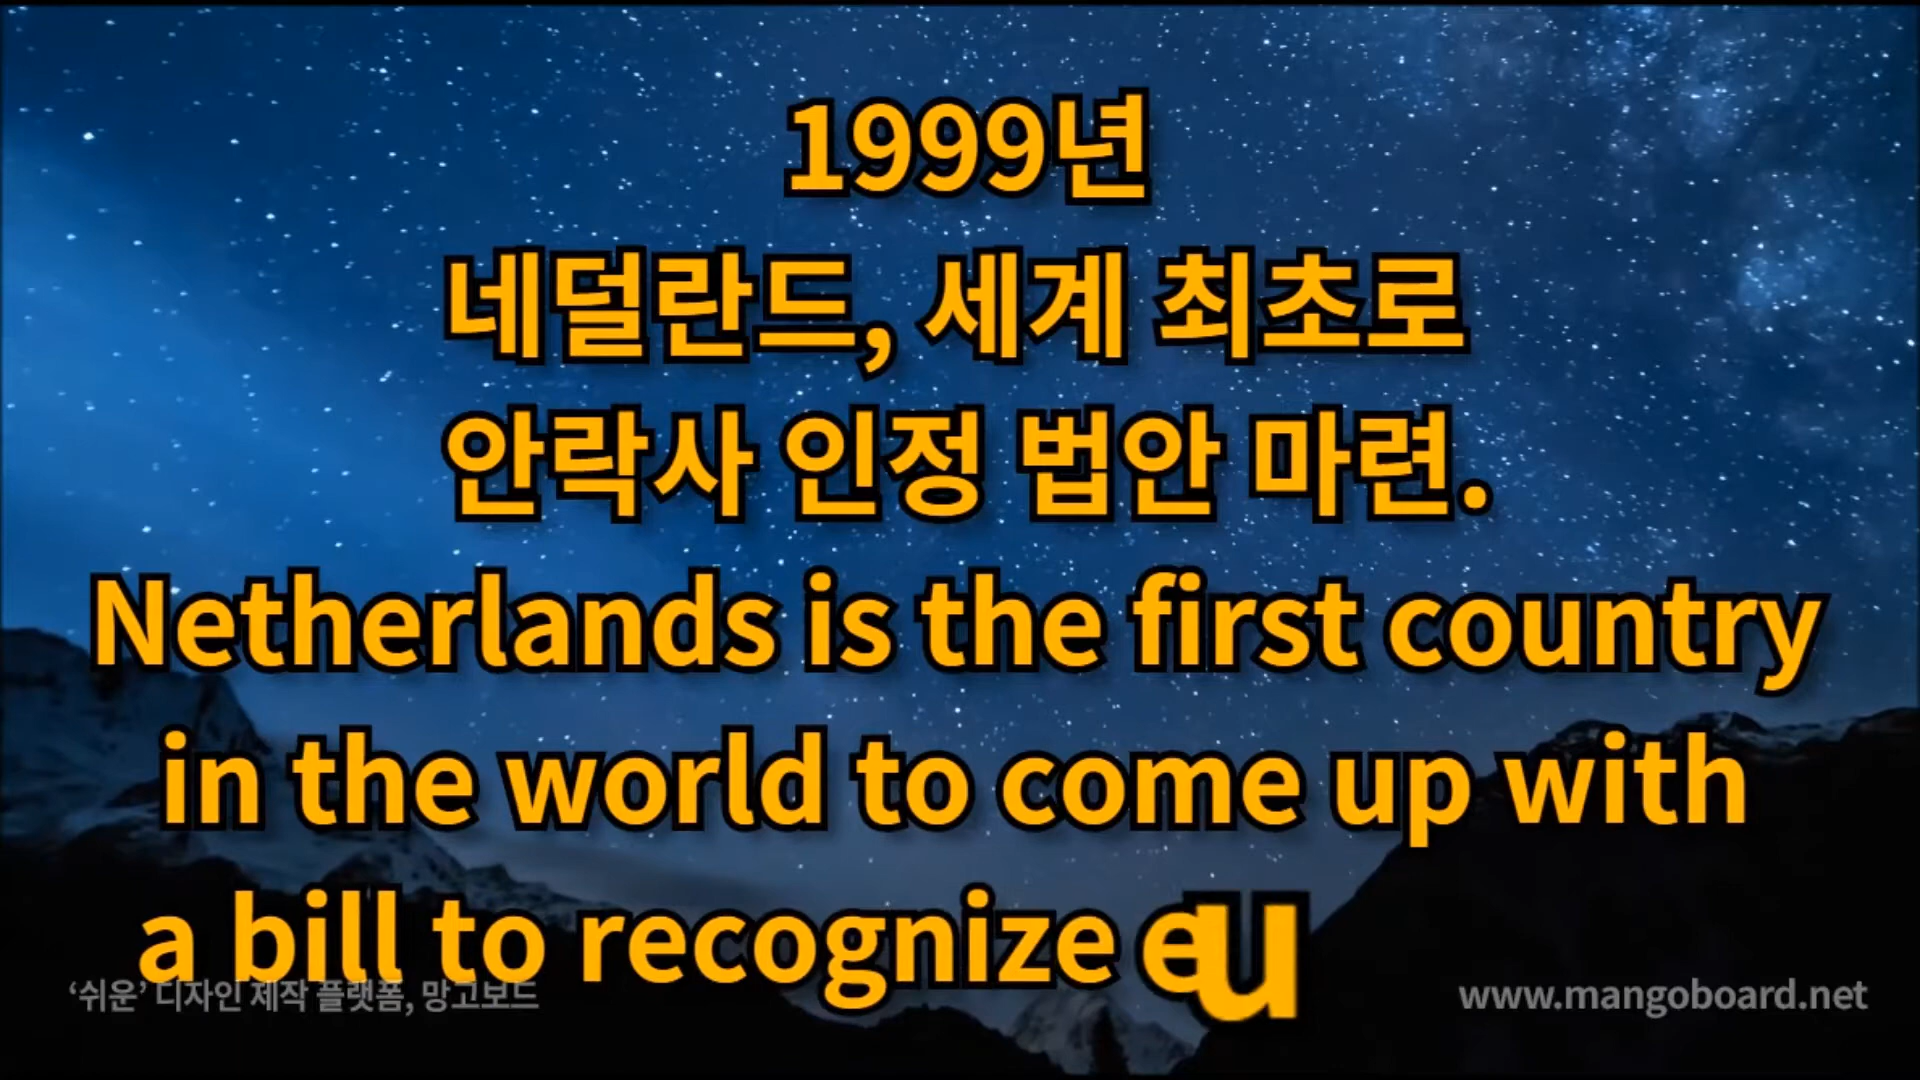 1999년
네덜란드, 세계 최초로
안락사 인정 법안 마련.
Netherlands is the first country
in the world to come up with
a bill to recognize eu
‘쉬운’ 디자인 제작 플랫폼, 망고보드
www.mangoboard.net